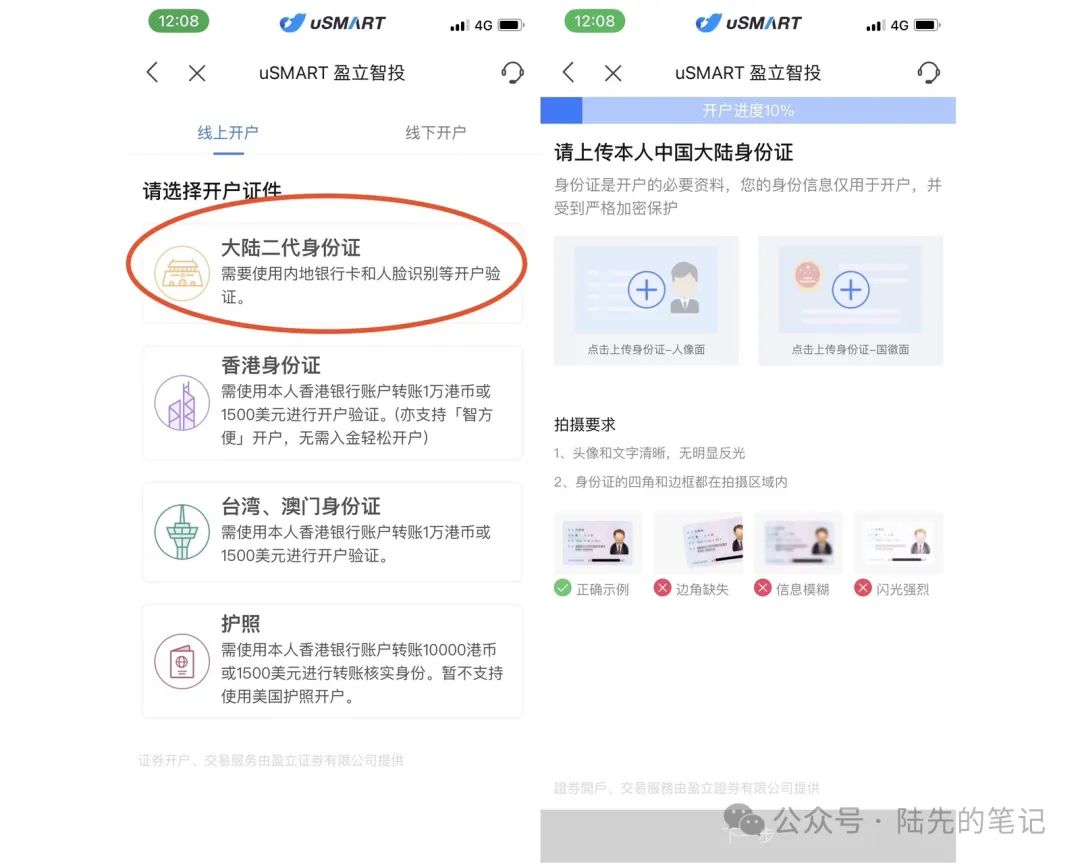 12:08
uSMART
4G
uSMART 盈立智投
线上开户
线下开户
请选择开户证件
大陆二代身份证
需要使用内地银行卡和人脸识别等开户验
证。
香港身份证
需使用本人香港银行账户转账1万港币或
1500美元进行开户验证。(亦支持「智方
便」开户，无需入金轻松开户)
台湾、澳门身份证
需使用本人香港银行账户转账1万港币或
1500美元进行开户验证。
护照
需使用本人香港银行账户转账10000港币
或1500美元进行转账核实身份。暂不支持
使用美国护照开户。
证券开户、交易服务由盈立证券有限公司提供
12:08
uSMART
4G
uSMART 盈立智投
开户进度10%
请上传本人中国大陆身份证
身份证是开户的必要资料，您的身份信息仅用于开户，并
受到严格加密保护
点击上传身份证-人像面
点击上传身份证-国徽面
拍摄要求
1、头像和文字清晰，无明显反光
2、身份证的四角和边框都在拍摄区域内
正确示例
边角缺失
信息模糊
闪光强烈
證券開戶、交易服務由盈立證券有限公司提供
下一步
公众号 · 陆先的笔记